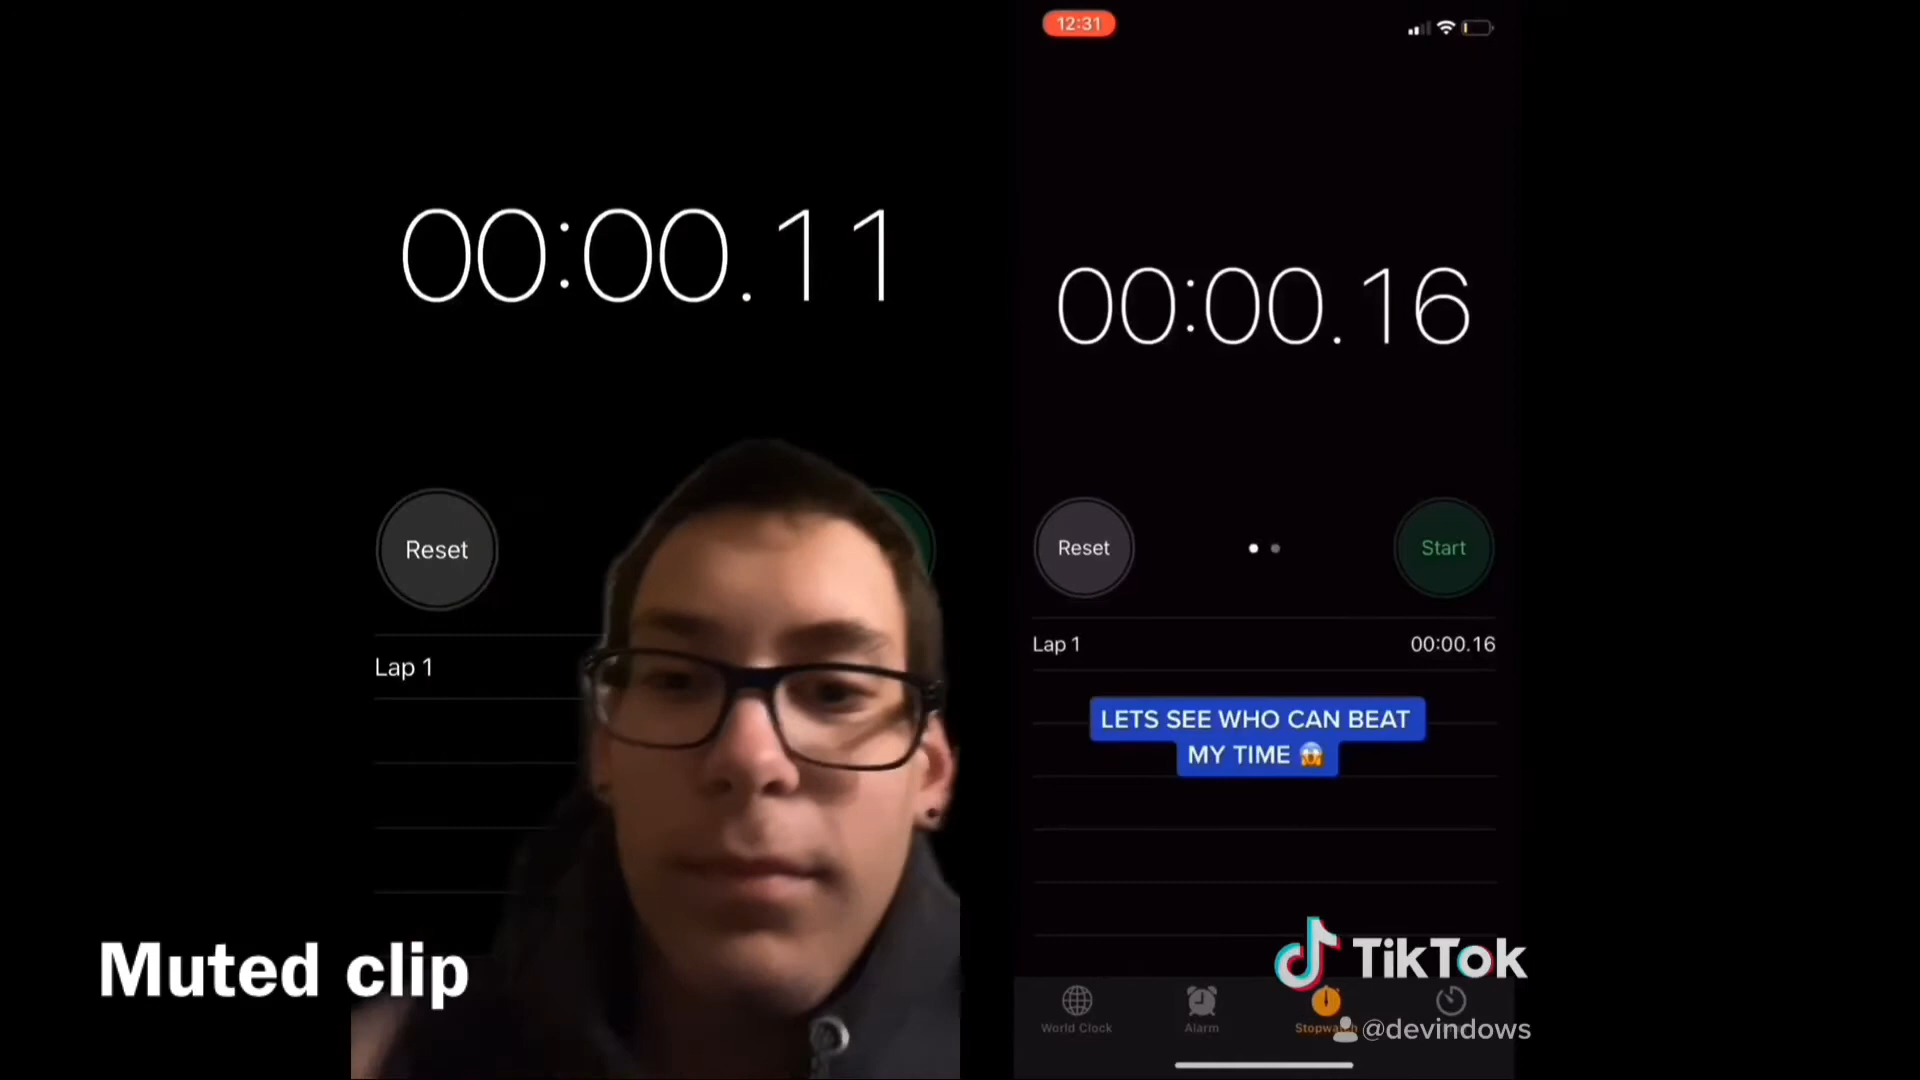 00:00.11
Reset
Lap 1
Muted clip
12:31
00:00.16
Reset
Start
Lap 1 00:00.16
LETS SEE WHO CAN BEAT
MY TIME 😱
TikTok
World Clock
Alarm
@devindows